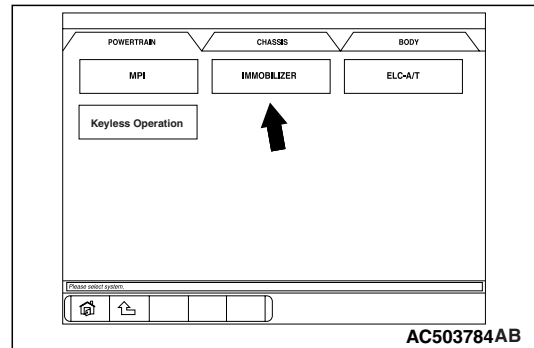 POWERTRAIN CHASSIS BODY
MPI IMMOBILIZER ELC-A/T
Keyless Operation
Please select system.
AC503784AB